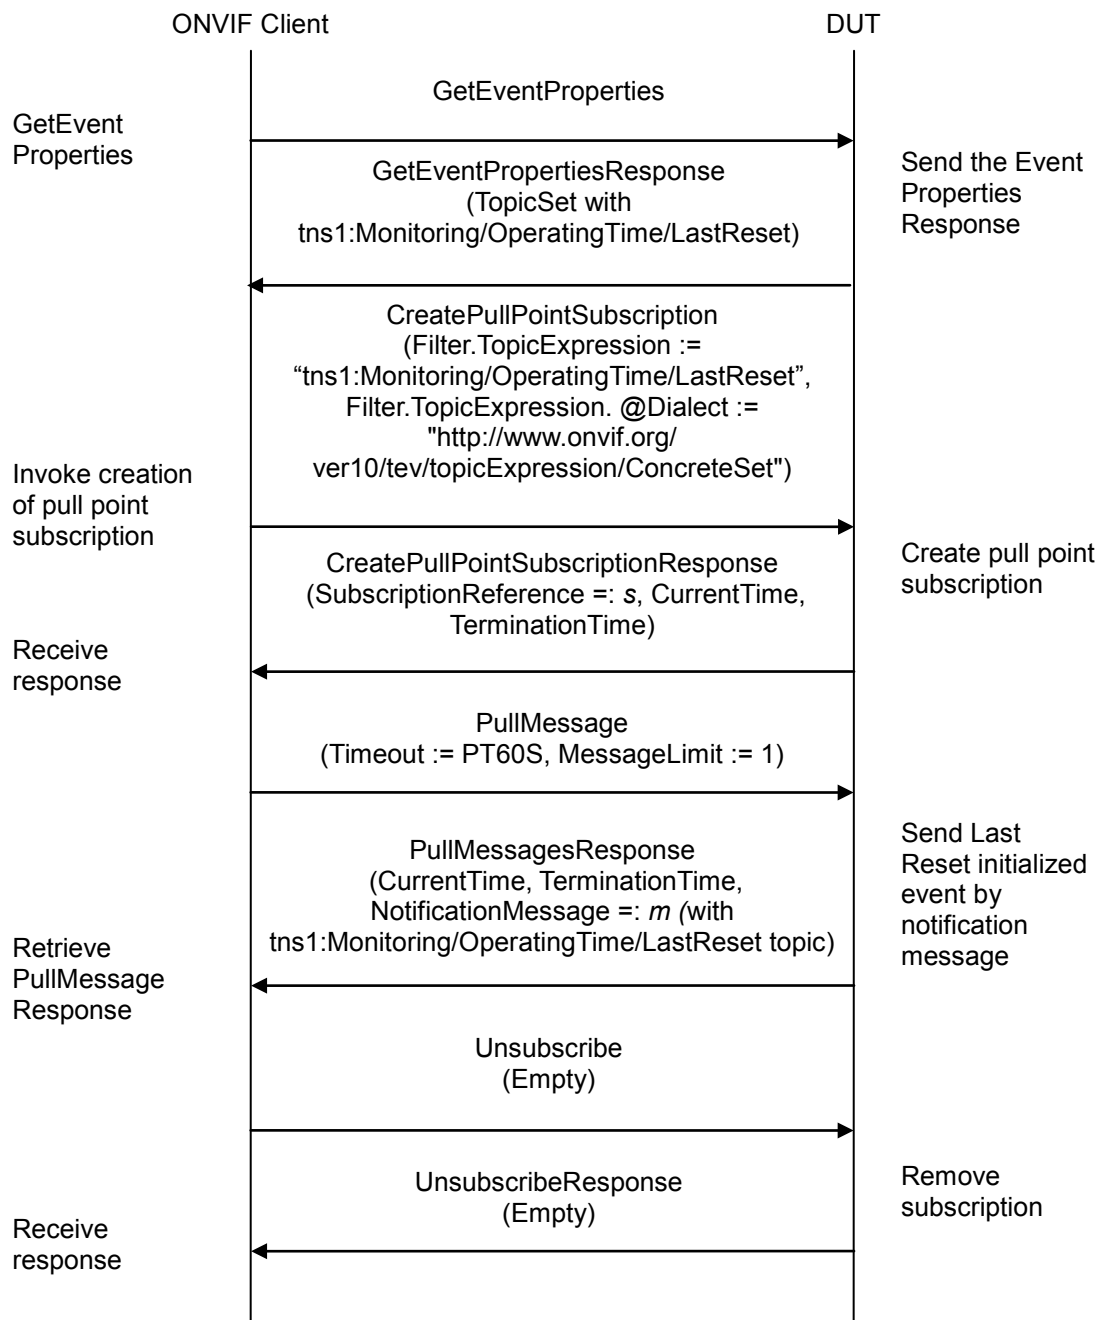 ONVIF Client
DUT
GetEventProperties
GetEvent
Properties
GetEventPropertiesResponse
(TopicSet with
tns1:Monitoring/OperatingTime/LastReset)
Send the Event
Properties
Response
CreatePullPointSubscription
(Filter.TopicExpression :=
“tns1:Monitoring/OperatingTime/LastReset”,
Filter.TopicExpression. @Dialect :=
"http://www.onvif.org/
ver10/tev/topicExpression/ConcreteSet")
Invoke creation
of pull point
subscription
CreatePullPointSubscriptionResponse
(SubscriptionReference =: s, CurrentTime,
TerminationTime)
Create pull point
subscription
Receive
response
PullMessage
(Timeout := PT60S, MessageLimit := 1)
PullMessagesResponse
(CurrentTime, TerminationTime,
NotificationMessage =: m (with
tns1:Monitoring/OperatingTime/LastReset topic)
Send Last
Reset initialized
event by
notification
message
Retrieve
PullMessage
Response
Unsubscribe
(Empty)
UnsubscribeResponse
(Empty)
Remove
subscription
Receive
response